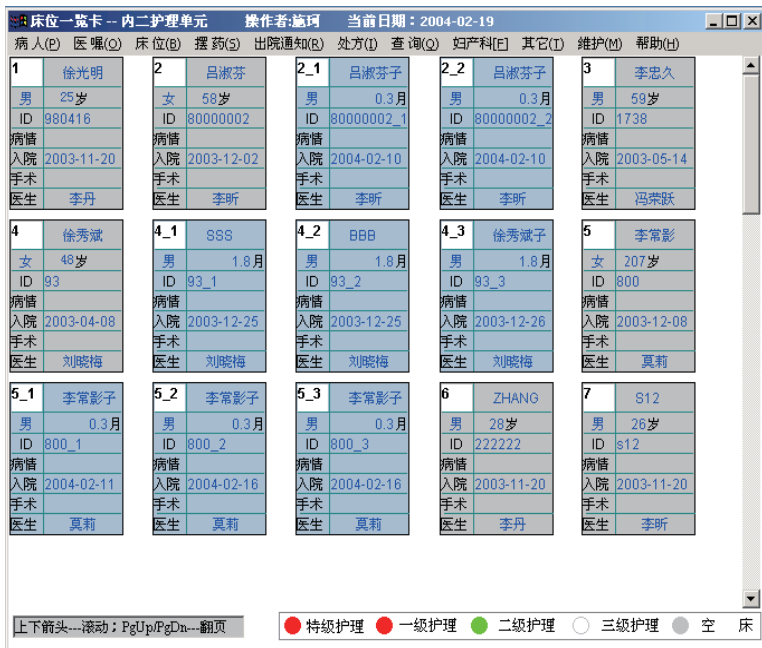 床位一览卡 -- 内二护理单元 操作者:施珂 当前日期：2004-02-19
病人(P) 医嘱(O) 床位(B) 摆药(S) 出院通知(R) 处方(I) 查询(Q) 妇产科[F] 其它(T) 维护(M) 帮助(H)
1 徐光明 2 吕淑芬 2_1 吕淑芬子 2_2 吕淑芬子 3 李忠久
男 25岁 女 58岁 男 0.3月 男 0.3月 男 59岁
ID 980416 ID 80000002 ID 80000002_1 ID 80000002_2 ID 1738
病情 病情 病情 病情 病情
入院 2003-11-20 入院 2003-12-02 入院 2004-02-10 入院 2004-02-10 入院 2003-05-14
手术 手术 手术 手术 手术
医生 李丹 医生 李昕 医生 李昕 医生 李昕 医生 冯荣跃
4 徐秀斌 4_1 SSS 4_2 BBB 4_3 徐秀斌子 5 李常影
女 48岁 男 1.8月 男 1.8月 男 1.8月 女 207岁
ID 93 ID 93_1 ID 93_2 ID 93_3 ID 800
病情 病情 病情 病情 病情
入院 2003-04-08 入院 2003-12-25 入院 2003-12-25 入院 2003-12-26 入院 2003-12-08
手术 手术 手术 手术 手术
医生 刘晓梅 医生 刘晓梅 医生 刘晓梅 医生 刘晓梅 医生 莫莉
5_1 李常影子 5_2 李常影子 5_3 李常影子 6 ZHANG 7 S12
男 0.3月 男 0.3月 男 0.3月 男 28岁 男 26岁
ID 800_1 ID 800_2 ID 800_3 ID 222222 ID s12
病情 病情 病情 病情 病情
入院 2004-02-11 入院 2004-02-16 入院 2004-02-16 入院 2003-11-20 入院 2003-11-20
手术 手术 手术 手术 手术
医生 莫莉 医生 莫莉 医生 莫莉 医生 李丹 医生 李昕
上下箭头---滚动；PgUp/PgDn---翻页 特级护理 一级护理 二级护理 三级护理 空 床